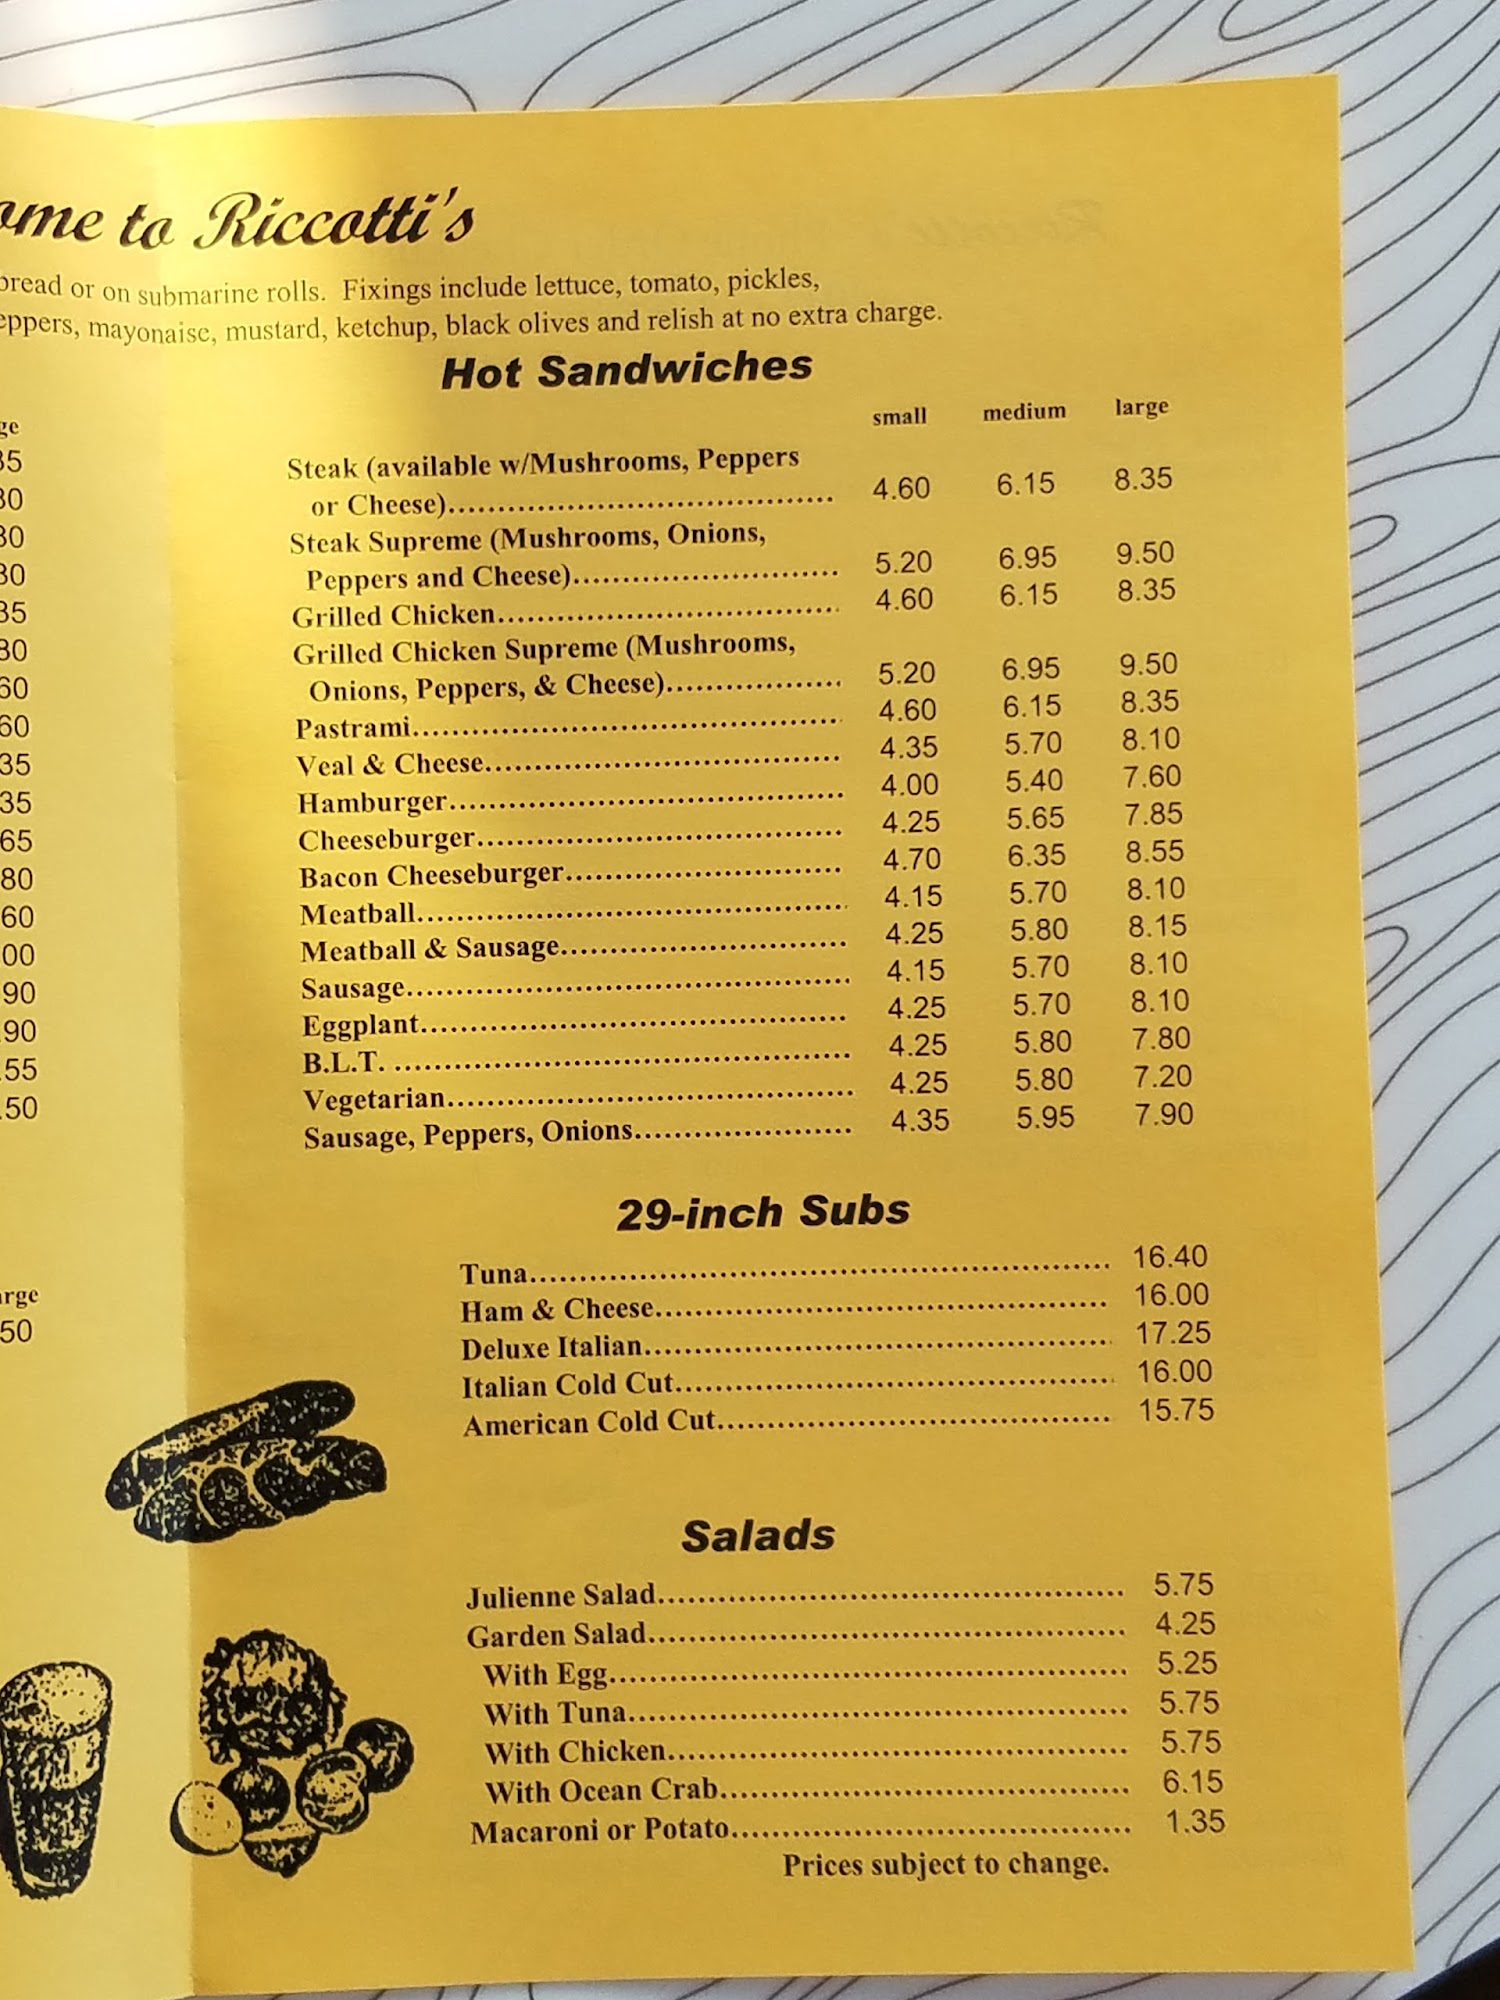 to Riccotti's
or on submarine rolls. Fixings include lettuce, tomato, pickles,
mayonaise, mustard, ketchup, black olives and relish at no extra charge.
Hot Sandwiches
small medium large
Steak (available w/Mushrooms, Peppers
or Cheese) 4.60 6.15 8.35
Steak Supreme (Mushrooms, Onions,
Peppers and Cheese) 5.20 6.95 9.50
Grilled Chicken 4.60 6.15 8.35
Grilled Chicken Supreme (Mushrooms,
Onions, Peppers, & Cheese) 5.20 6.95 9.50
Pastrami 4.60 6.15 8.35
Veal & Cheese 4.35 5.70 8.10
Hamburger 4.00 5.40 7.60
Cheeseburger 4.25 5.65 7.85
Bacon Cheeseburger 4.70 6.35 8.55
Meatball 4.15 5.70 8.10
Meatball & Sausage 4.25 5.80 8.15
Sausage 4.15 5.70 8.10
Eggplant 4.25 5.70 8.10
B.L.T. 4.25 5.80 7.80
Vegetarian 4.25 5.80 7.20
Sausage, Peppers, Onions 4.35 5.95 7.90
29-inch Subs
Tuna 16.40
Ham & Cheese 16.00
Deluxe Italian 17.25
Italian Cold Cut 16.00
American Cold Cut 15.75
Salads
Julienne Salad 5.75
Garden Salad 4.25
With Egg 5.25
With Tuna 5.75
With Chicken 5.75
With Ocean Crab 6.15
Macaroni or Potato 1.35
Prices subject to change.